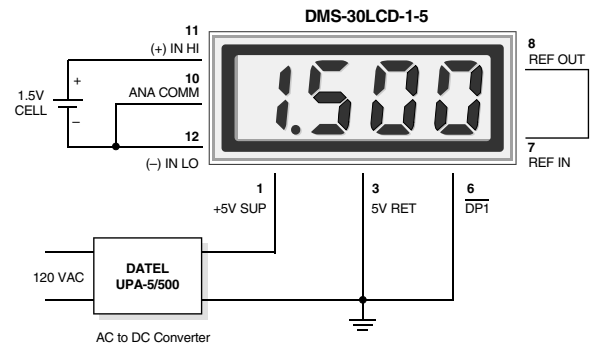 DMS-30LCD-1-5
11
(+) IN HI
8
REF OUT
+
1.5V
CELL
–
10
ANA COMM
1.500
12
(–) IN LO
7
REF IN
1
+5V SUP
3
5V RET
6
DP1
120 VAC
DATEL
UPA-5/500
AC to DC Converter